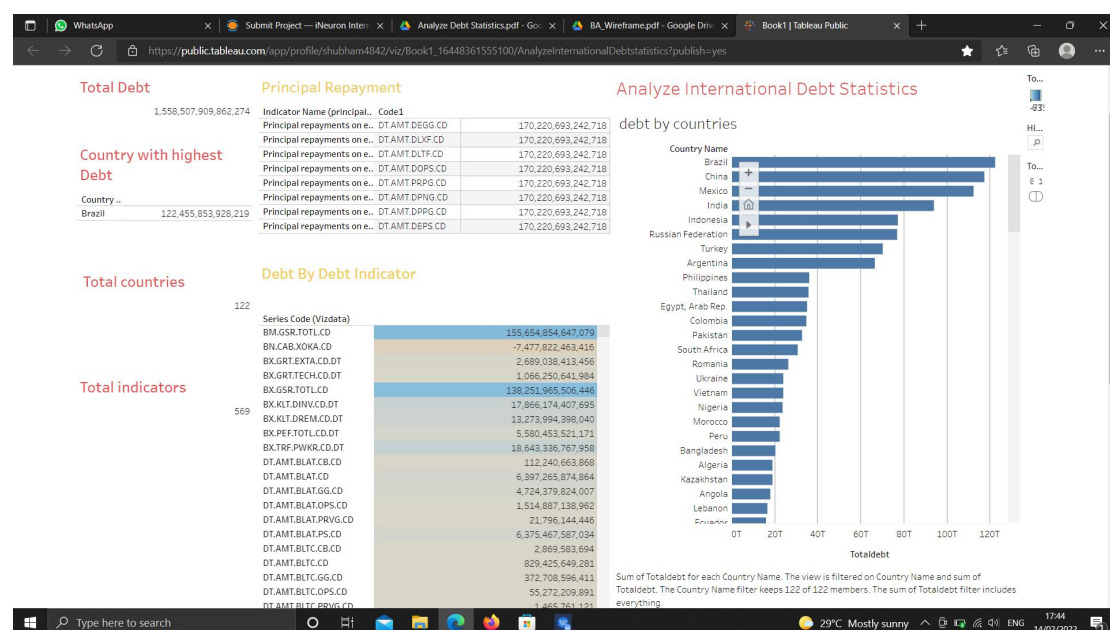 WhatsApp
Submit Project — iNeuron Intern
Analyze Debt Statistics.pdf - Goo
BA_Wireframe.pdf - Google Driv
Book1 | Tableau Public
https://public.tableau.com/app/profile/shubham4842/viz/Book1_16448361555100/AnalyzeInternationalDebtstatistics?publish=yes
Total Debt
1,558,507,909,862,274
Country with highest
Debt
Country ..
Brazil 122,455,853,928,219
Total countries
122
Total indicators
569
Principal Repayment
Indicator Name (principal.. Code1
Principal repayments on e.. DT.AMT.DEGG.CD 170,220,693,242,718
Principal repayments on e.. DT.AMT.DLXF.CD 170,220,693,242,718
Principal repayments on e.. DT.AMT.DLTF.CD 170,220,693,242,718
Principal repayments on e.. DT.AMT.DOPS.CD 170,220,693,242,718
Principal repayments on e.. DT.AMT.PRPG.CD 170,220,693,242,718
Principal repayments on e.. DT.AMT.DPNG.CD 170,220,693,242,718
Principal repayments on e.. DT.AMT.DPPG.CD 170,220,693,242,718
Principal repayments on e.. DT.AMT.DEPS.CD 170,220,693,242,718
Debt By Debt Indicator
Series Code (Vizdata)
BM.GSR.TOTL.CD 155,654,854,647,079
BN.CAB.XOKA.CD -7,477,822,463,416
BX.GRT.EXTA.CD.DT 2,689,038,413,456
BX.GRT.TECH.CD.DT 1,066,250,641,984
BX.GSR.TOTL.CD 138,251,965,506,446
BX.KLT.DINV.CD.DT 17,866,174,407,695
BX.KLT.DREM.CD.DT 13,273,994,398,040
BX.PEF.TOTL.CD.DT 5,580,453,521,171
BX.TRF.PWKR.CD.DT 18,643,336,767,958
DT.AMT.BLAT.CB.CD 112,240,663,868
DT.AMT.BLAT.CD 6,397,265,874,864
DT.AMT.BLAT.GG.CD 4,724,379,824,007
DT.AMT.BLAT.OPS.CD 1,514,887,138,962
DT.AMT.BLAT.PRVG.CD 21,796,144,446
DT.AMT.BLAT.PS.CD 6,375,467,587,034
DT.AMT.BLTC.CB.CD 2,869,583,694
DT.AMT.BLTC.CD 829,425,649,281
DT.AMT.BLTC.GG.CD 372,708,596,411
DT.AMT.BLTC.OPS.CD 55,272,209,891
DT.AMT.BLTC.PRVG.CD 1,465,761,121
Analyze International Debt Statistics
debt by countries
Country Name
Brazil
China
Mexico
India
Indonesia
Russian Federation
Turkey
Argentina
Philippines
Thailand
Egypt, Arab Rep.
Colombia
Pakistan
South Africa
Romania
Ukraine
Vietnam
Nigeria
Morocco
Peru
Bangladesh
Algeria
Kazakhstan
Angola
Lebanon
Ecuador
0T 20T 40T 60T 80T 100T 120T
Totaldebt
Sum of Totaldebt for each Country Name. The view is filtered on Country Name and sum of
Totaldebt. The Country Name filter keeps 122 of 122 members. The sum of Totaldebt filter includes
everything.
To...
Hi...
To...
Type here to search
29°C Mostly sunny
ENG
17:44
14/02/2022